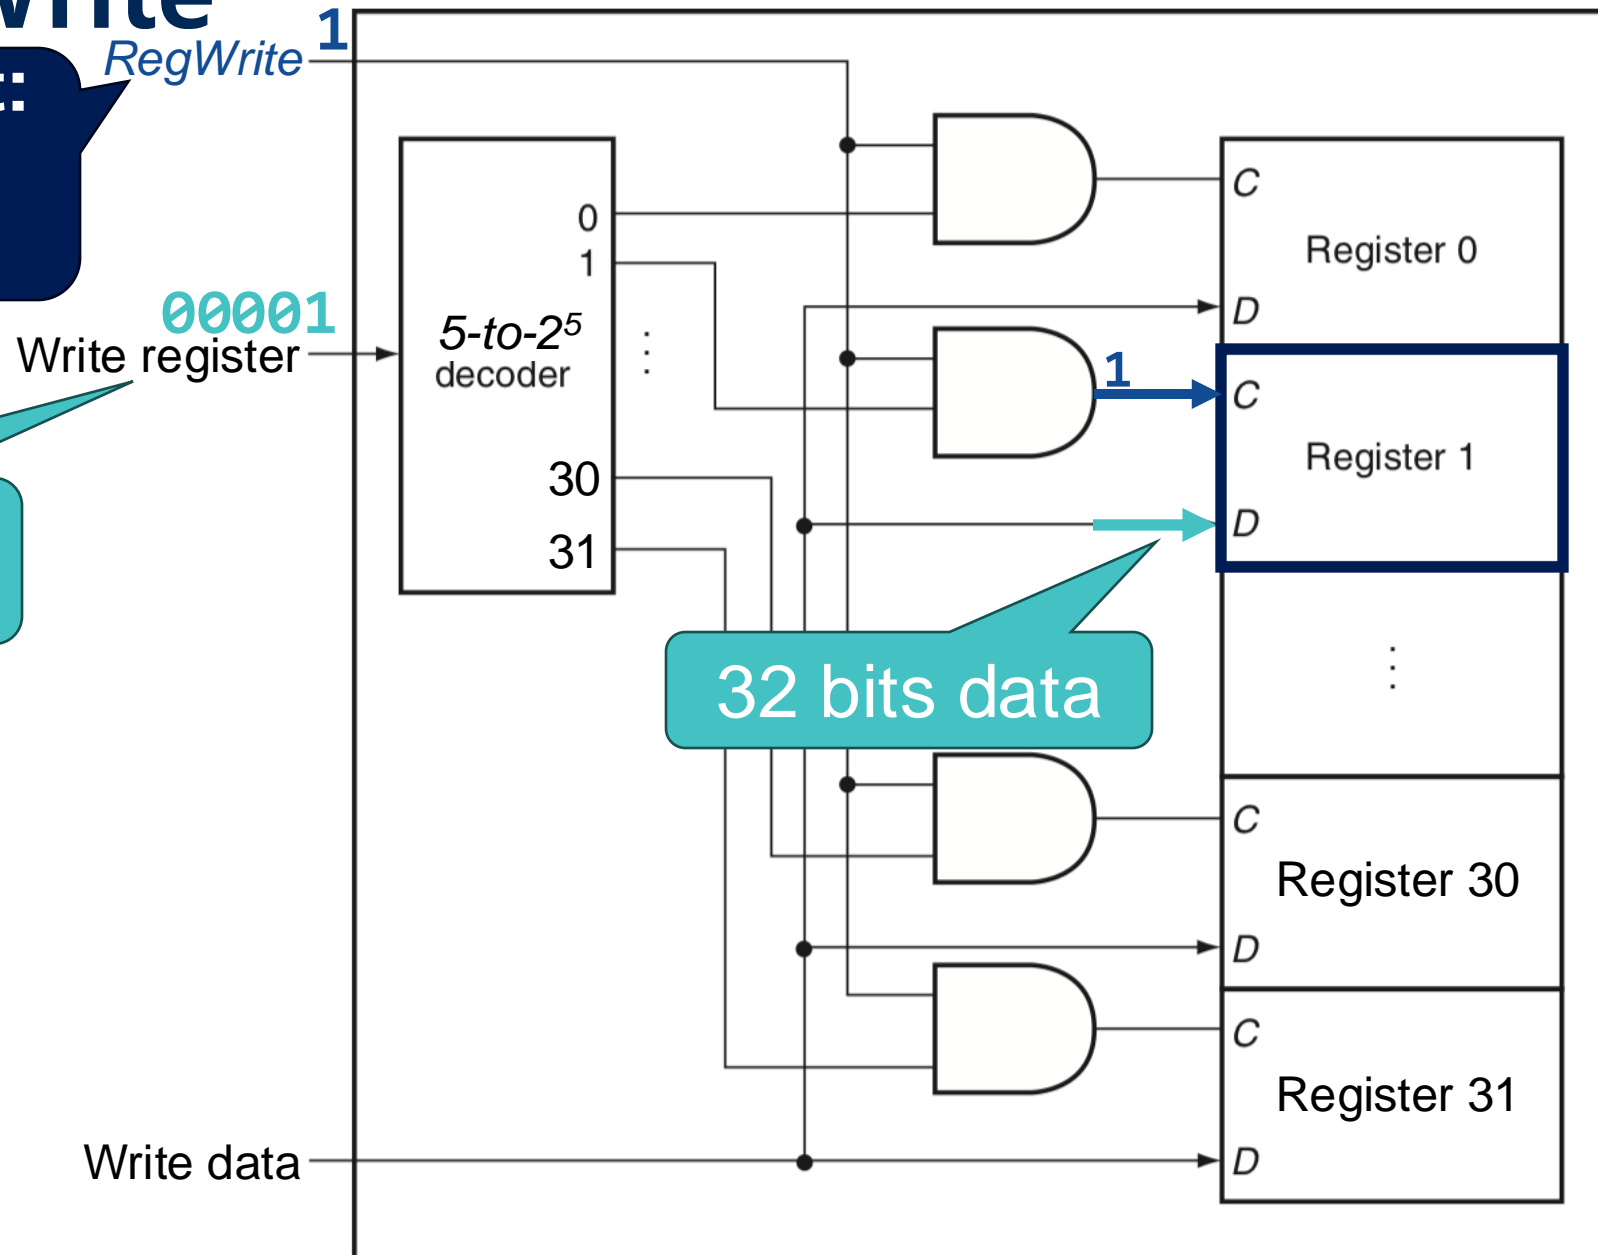 Write
1
RegWrite
00001
Write register
5-to-2⁵
decoder
0
1
⋮
30
31
1
C
Register 0
D
C
Register 1
D
32 bits data
⋮
C
Register 30
D
C
Register 31
D
Write data